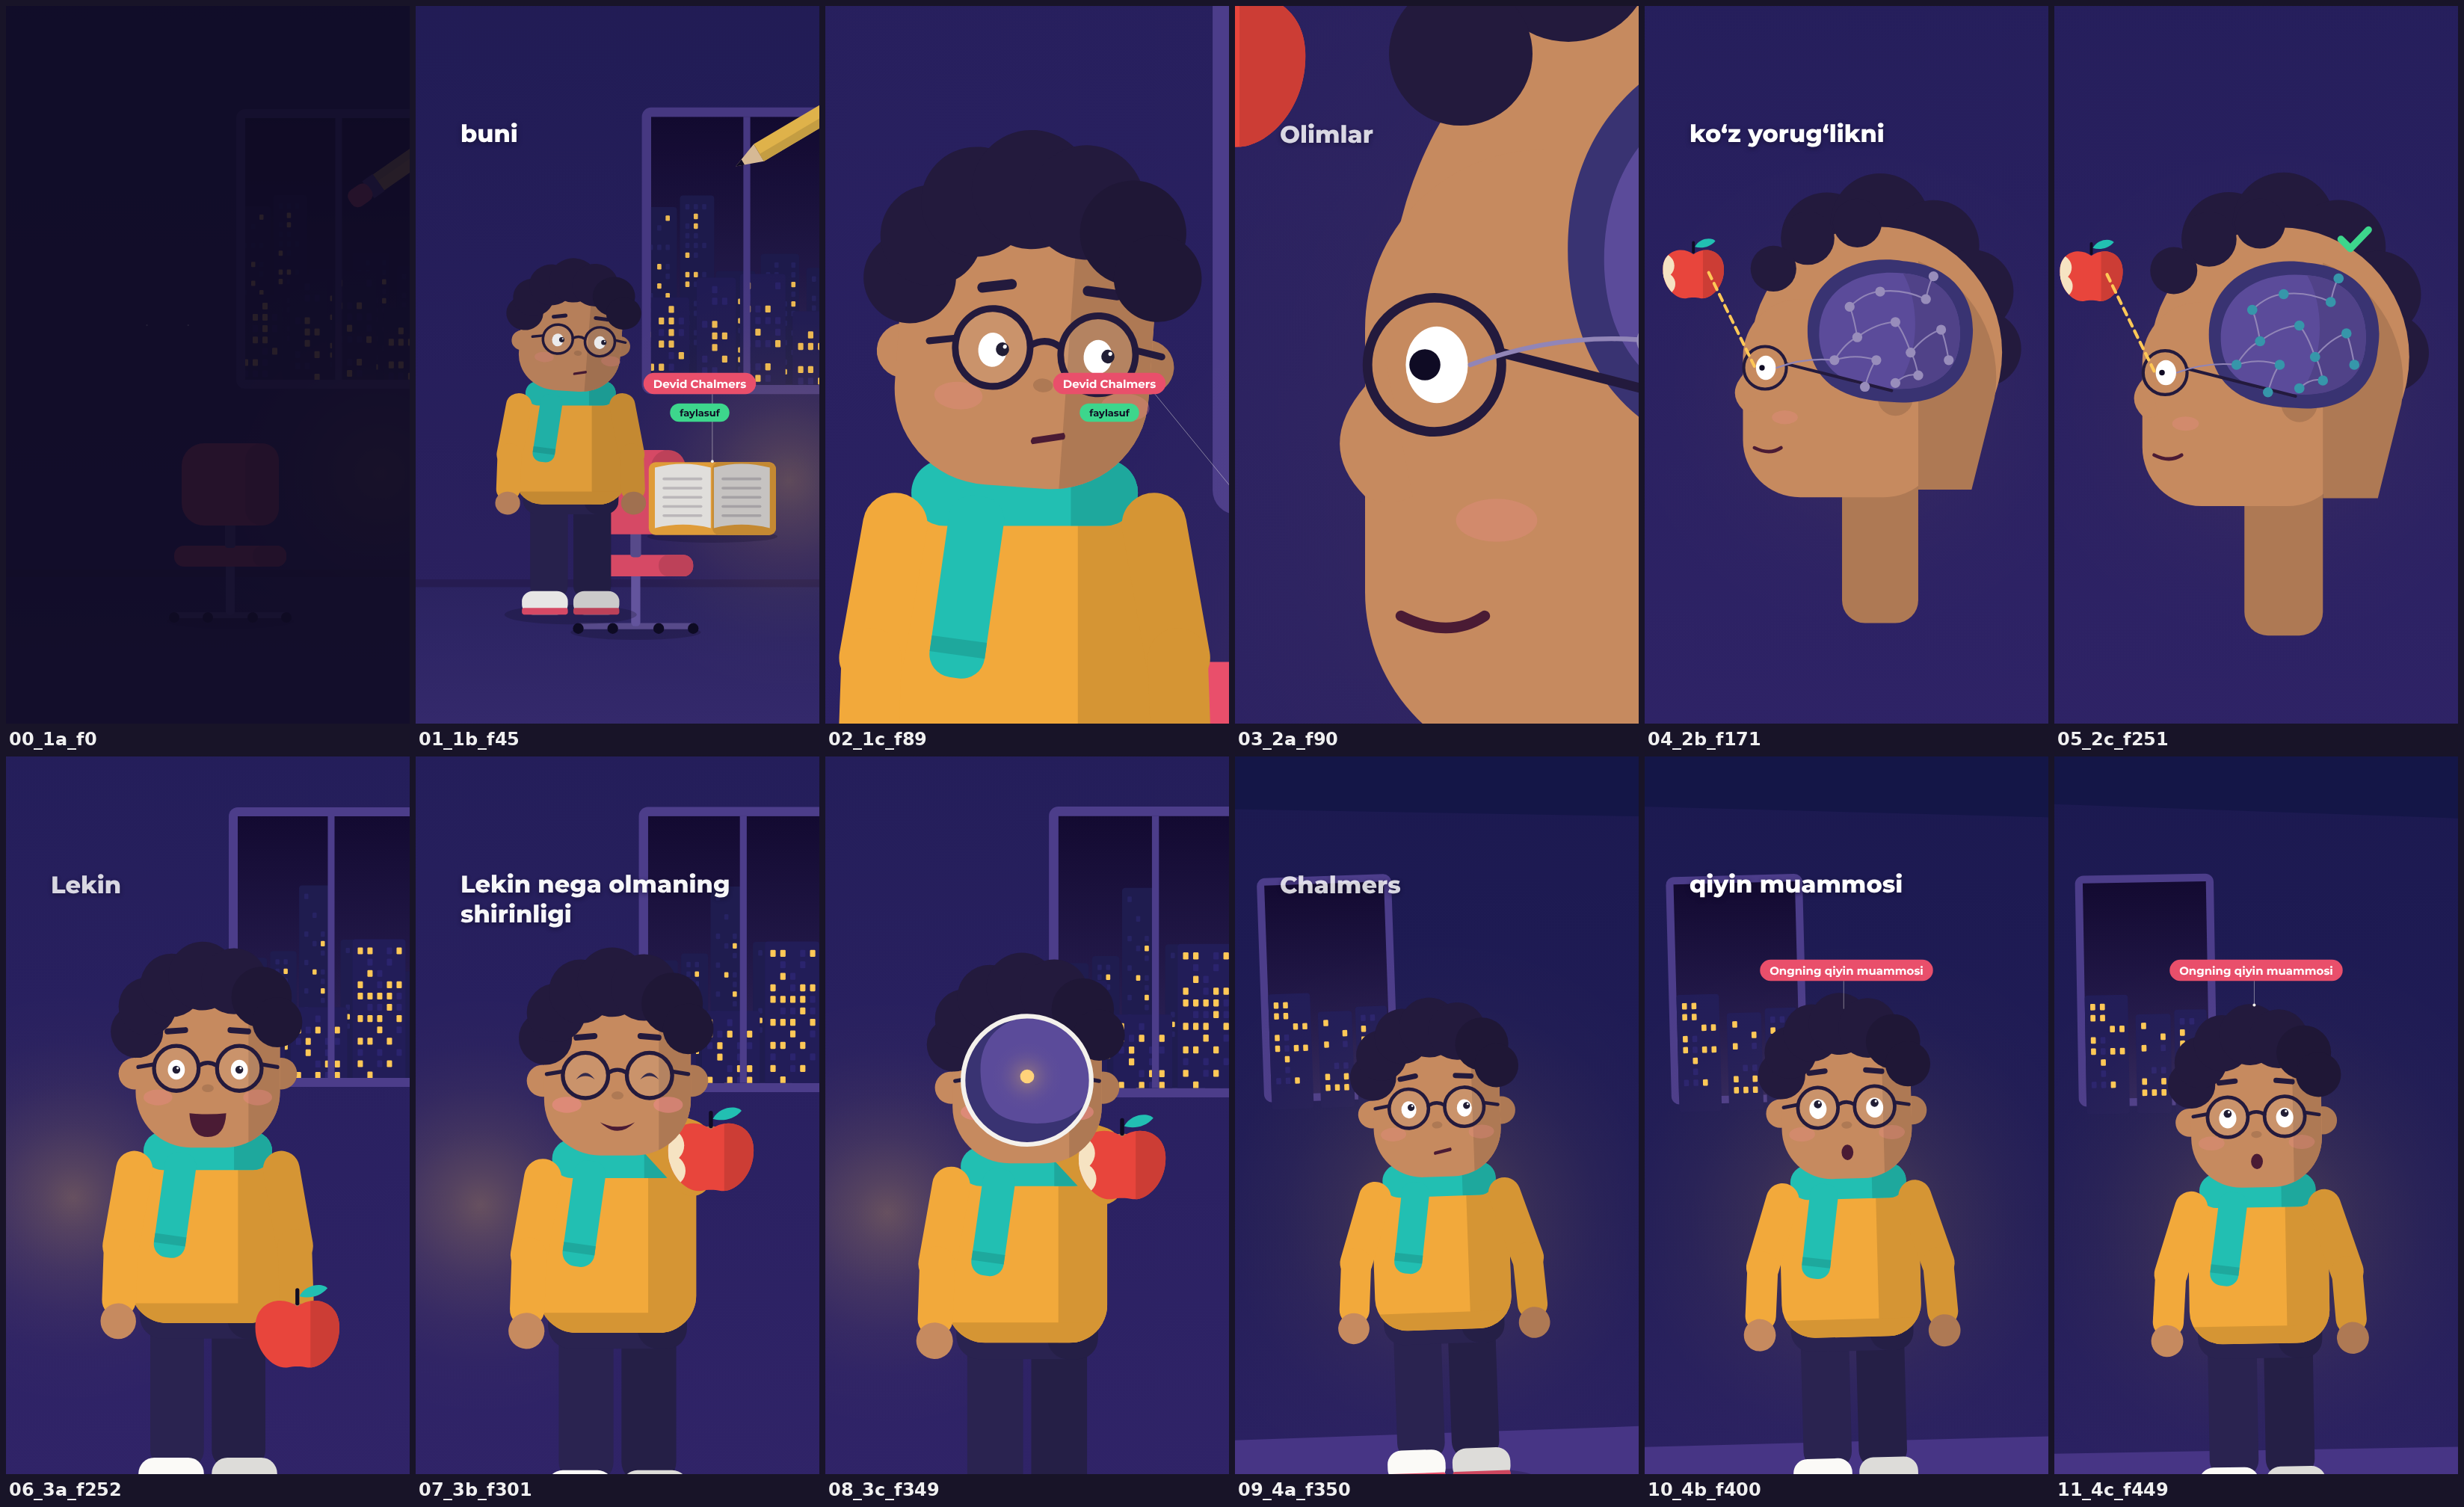 buni
Devid Chalmers
faylasuf
Devid Chalmers
faylasuf
Olimlar
ko‘z yorug‘likni
00_1a_f0
01_1b_f45
02_1c_f89
03_2a_f90
04_2b_f171
05_2c_f251
Lekin
Lekin nega olmaning
shirinligi
Chalmers
qiyin muammosi
Ongning qiyin muammosi
Ongning qiyin muammosi
06_3a_f252
07_3b_f301
08_3c_f349
09_4a_f350
10_4b_f400
11_4c_f449